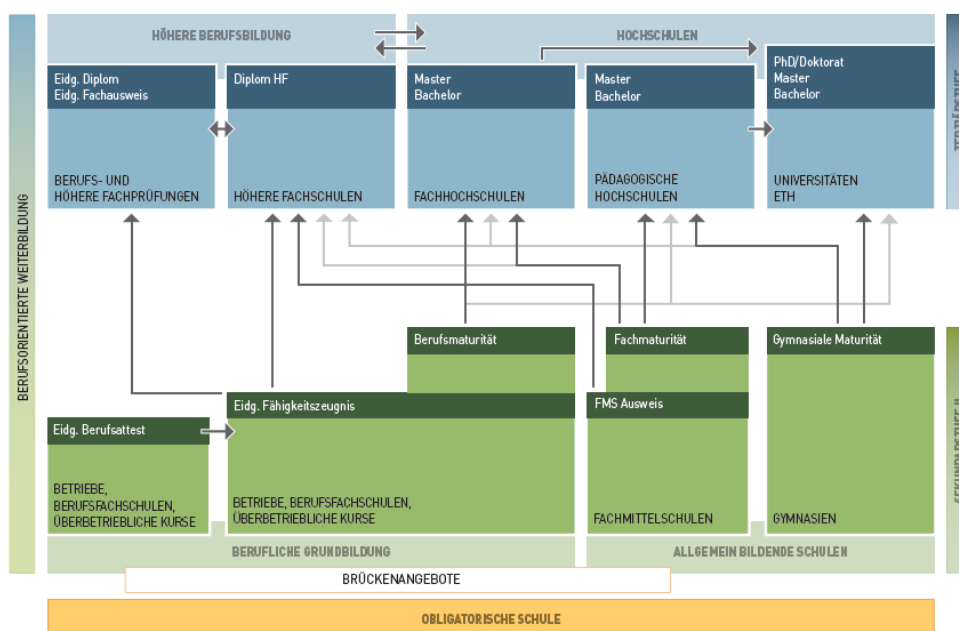 HÖHERE BERUFSBILDUNG
HOCHSCHULEN
Eidg. Diplom
Eidg. Fachausweis
Diplom HF
Master
Bachelor
Master
Bachelor
PhD/Doktorat
Master
Bachelor
BERUFS- UND
HÖHERE FACHPRÜFUNGEN
HÖHERE FACHSCHULEN
FACHHOCHSCHULEN
PÄDAGOGISCHE
HOCHSCHULEN
UNIVERSITÄTEN
ETH
BERUFSORIENTIERTE WEITERBILDUNG
Berufsmaturität
Fachmaturität
Gymnasiale Maturität
Eidg. Fähigkeitszeugnis
FMS Ausweis
Eidg. Berufsattest
BETRIEBE,
BERUFSFACHSCHULEN,
ÜBERBETRIEBLICHE KURSE
BETRIEBE, BERUFSFACHSCHULEN,
ÜBERBETRIEBLICHE KURSE
FACHMITTELSCHULEN
GYMNASIEN
BERUFLICHE GRUNDBILDUNG
ALLGEMEIN BILDENDE SCHULEN
BRÜCKENANGEBOTE
OBLIGATORISCHE SCHULE